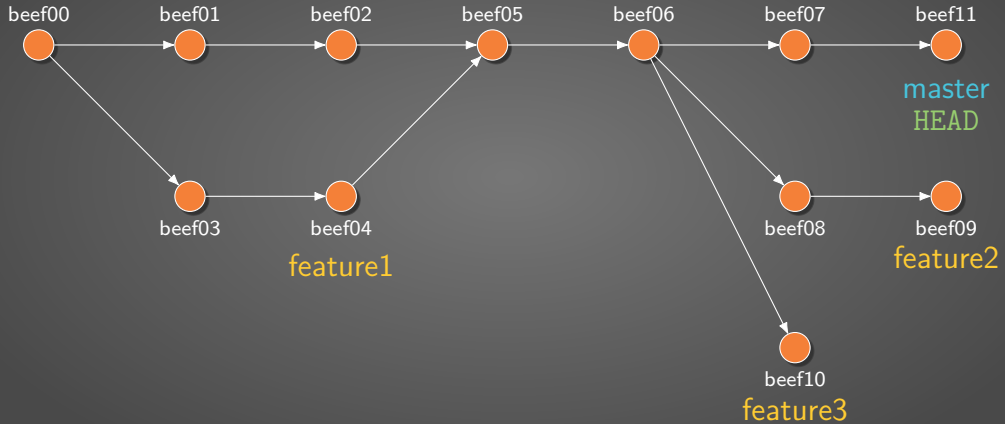 beef00
beef01
beef02
beef05
beef06
beef07
beef11
master
HEAD
beef03
beef04
feature1
beef08
beef09
feature2
beef10
feature3